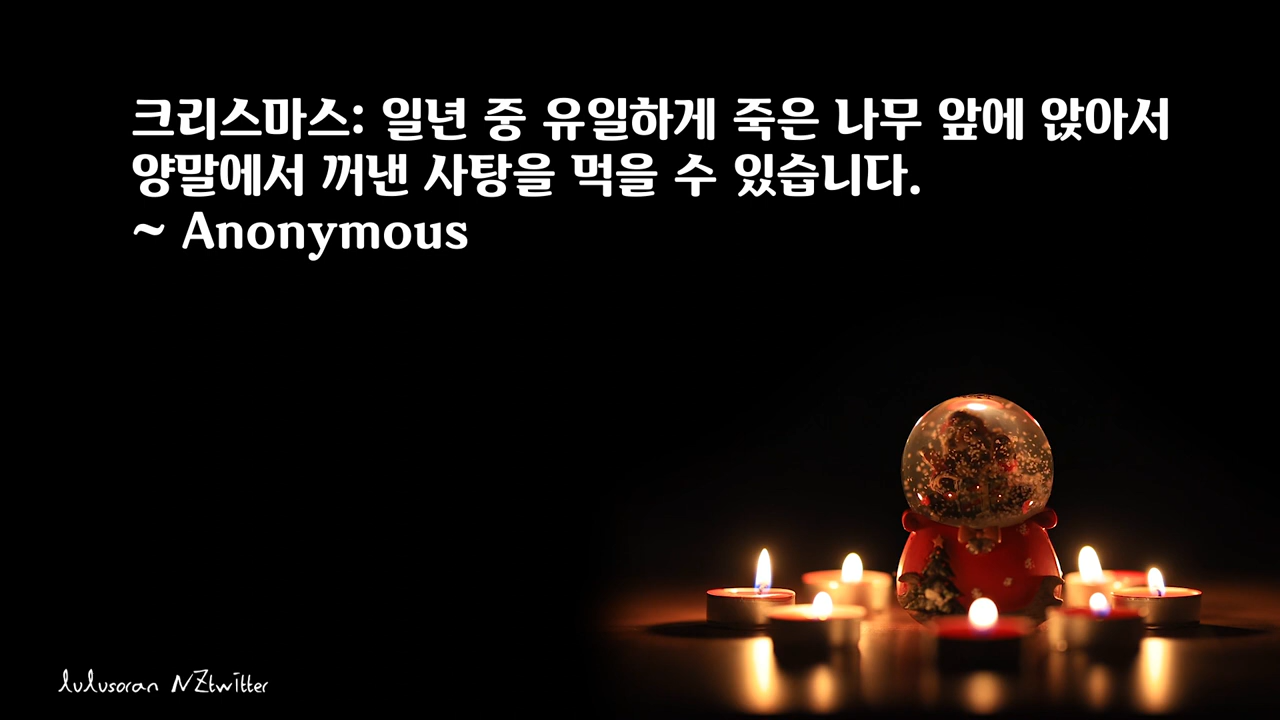 크리스마스: 일년 중 유일하게 죽은 나무 앞에 앉아서
양말에서 꺼낸 사탕을 먹을 수 있습니다.
~ Anonymous
lulusoran NZtwitter